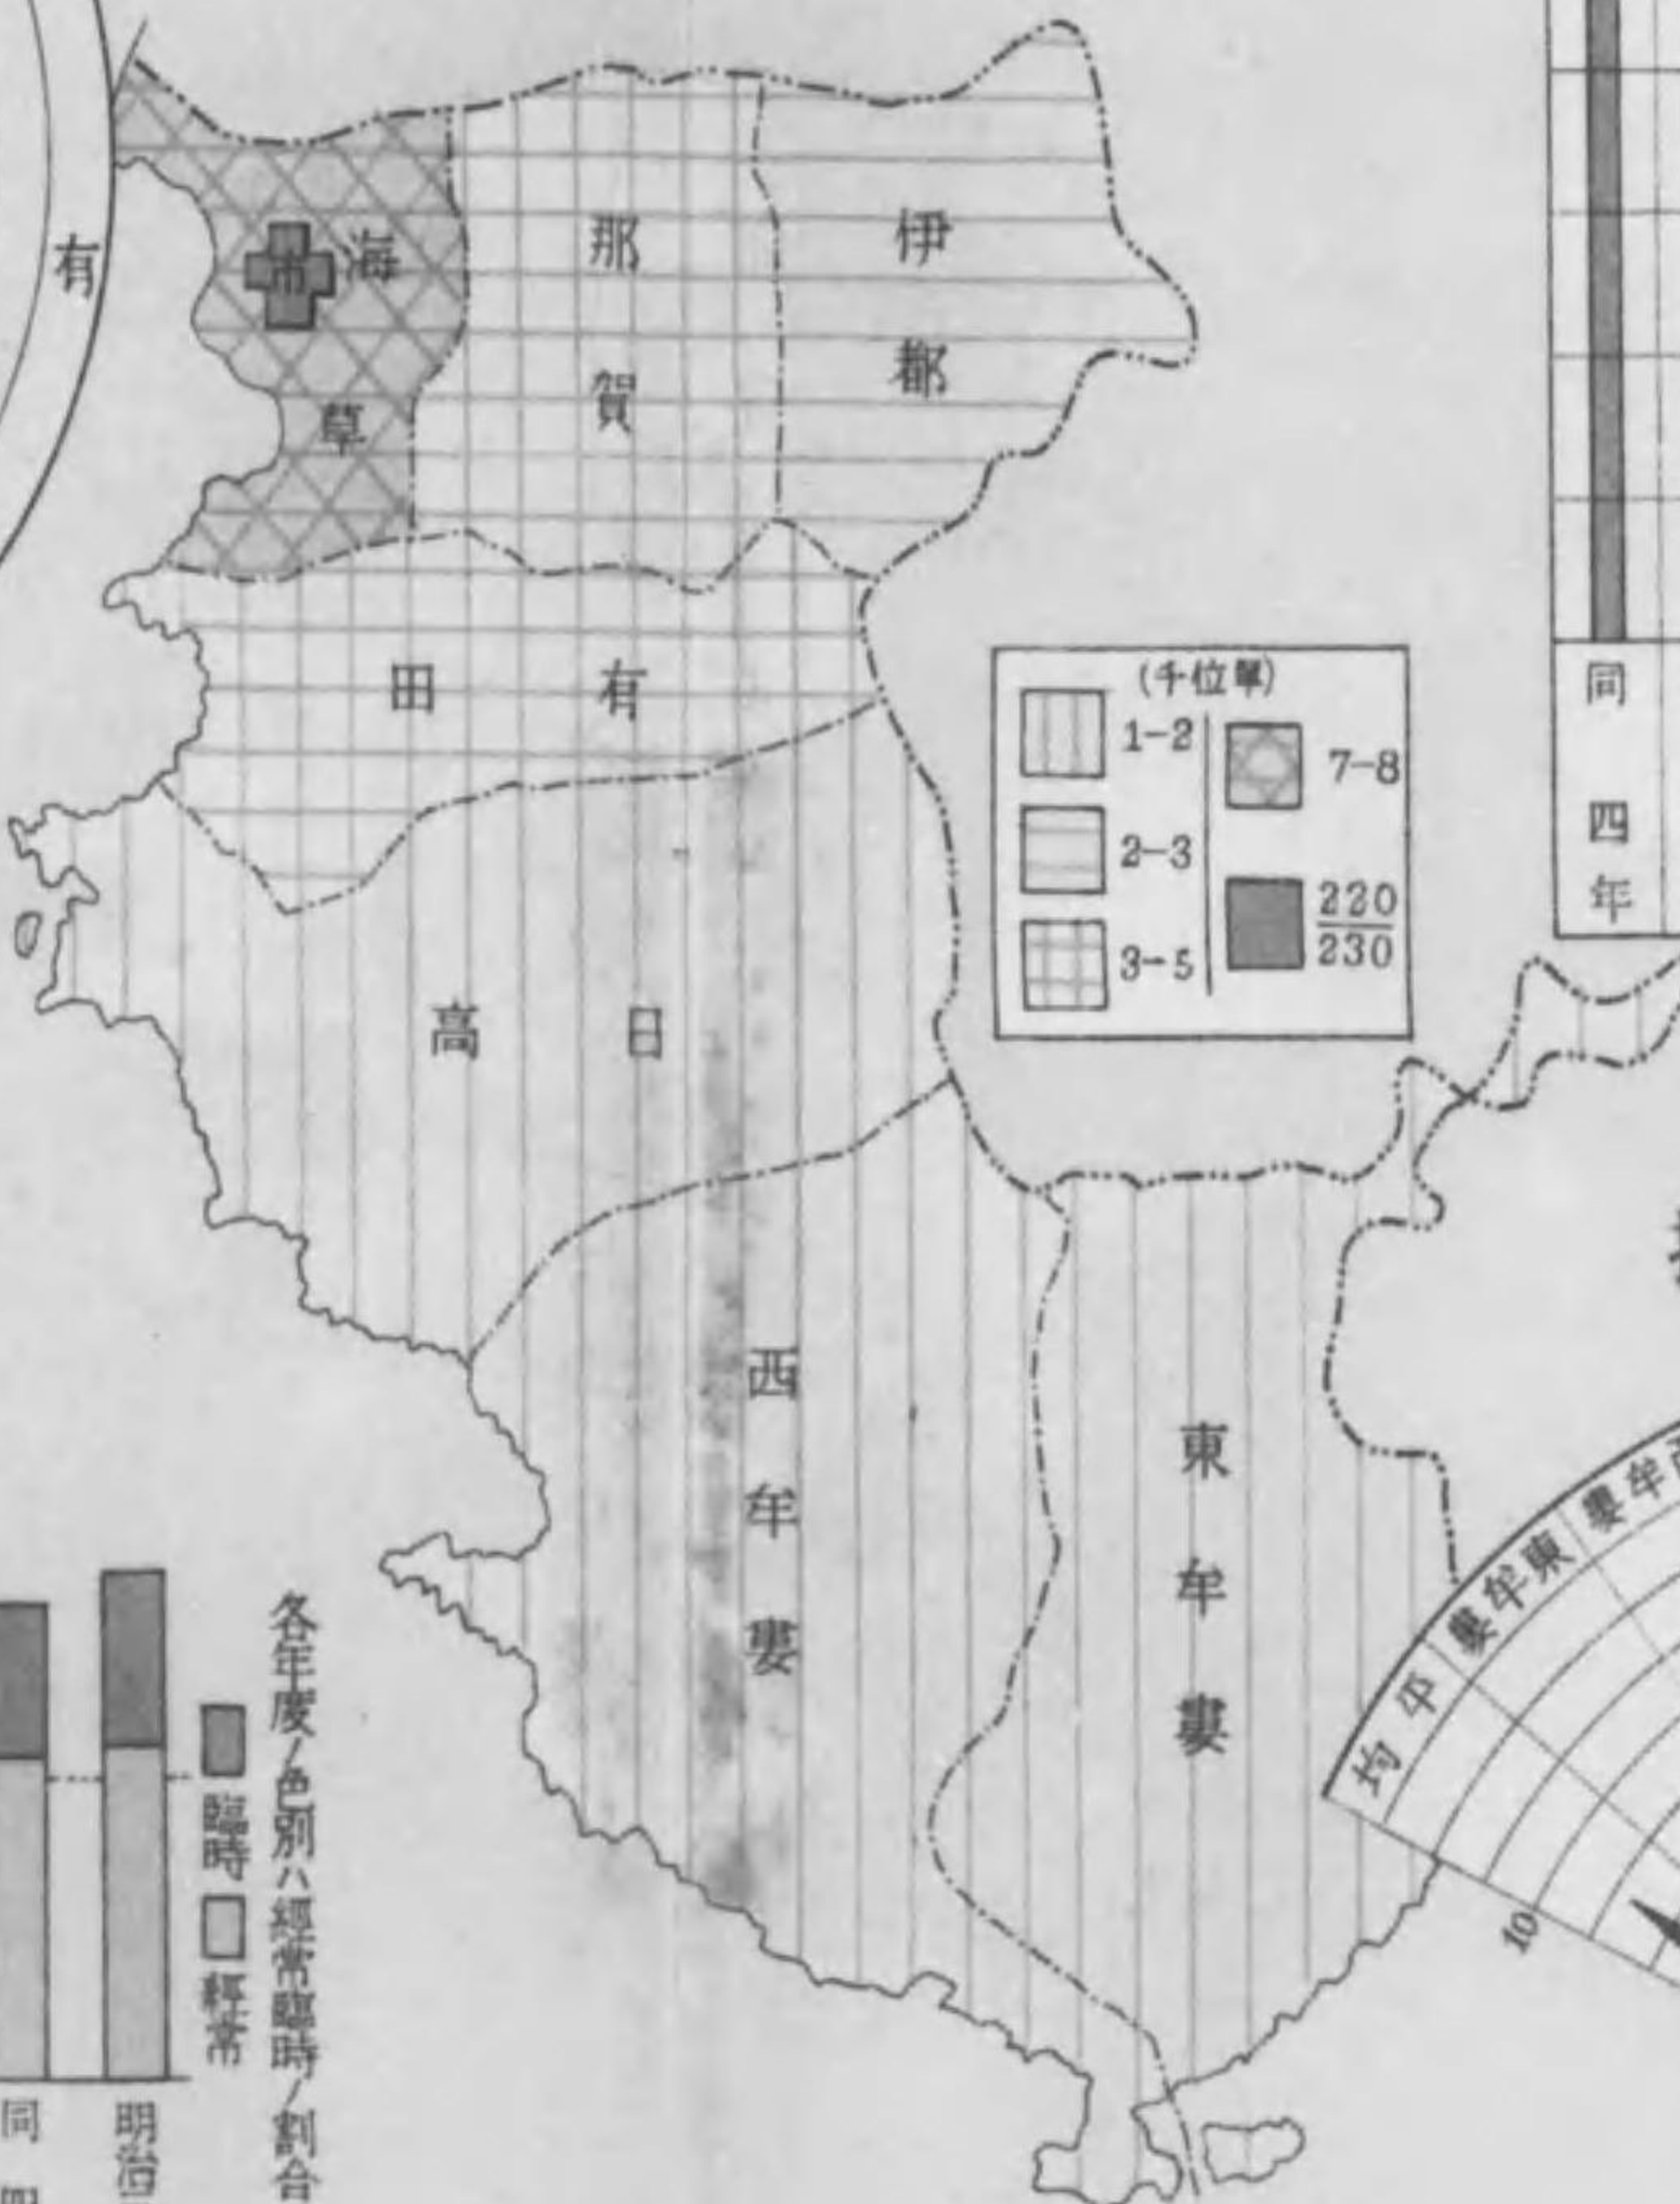 有
市
海
草
那
賀
伊
都
田有
高日
西
牟
婁
東
牟
婁
(千位單)
1-2
2-3
3-5
7-8
220
230
同
四
年
各年度ノ色別ハ經常臨時ノ割合
臨時
經常
明治
同
均平
婁牟東
婁牟
10